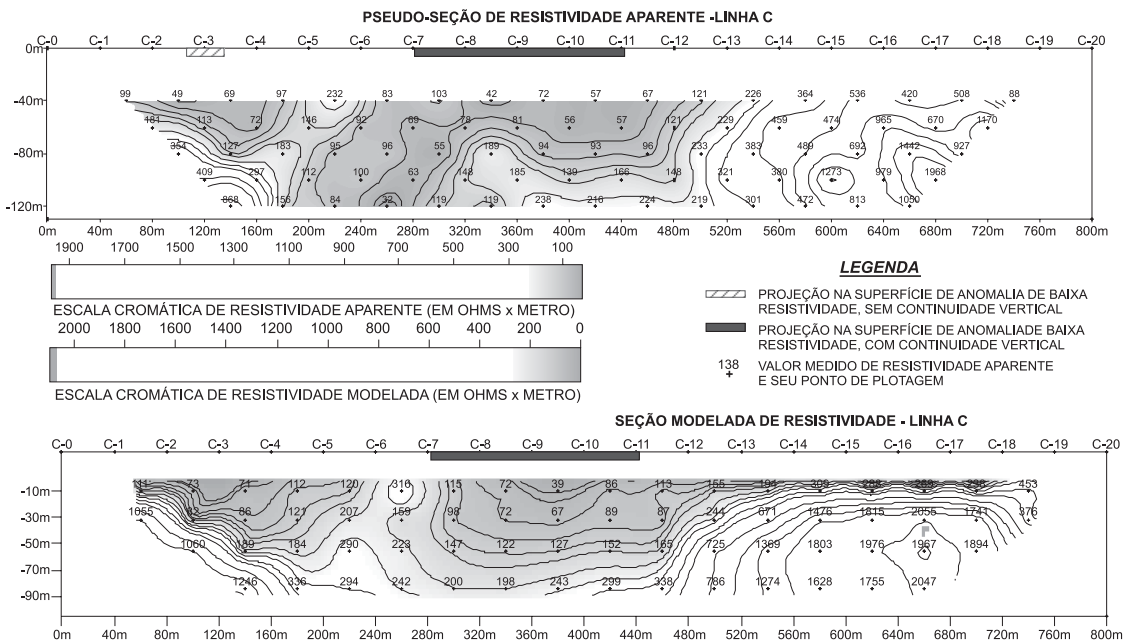 PSEUDO-SEÇÃO DE RESISTIVIDADE APARENTE -LINHA C
C-0 C-1 C-2 C-3 C-4 C-5 C-6 C-7 C-8 C-9 C-10 C-11 C-12 C-13 C-14 C-15 C-16 C-17 C-18 C-19 C-20
0m
99 49 69 97 232 83 103 42 72 57 67 121 226 364 536 420 508 88
-40m
181 113 72 146 92 69 78 81 56 57 121 229 459 474 965 670 1170
354 127 183 95 96 55 189 94 93 96 233 383 489 692 1442 927
-80m
409 297 112 100 63 148 185 139 166 148 321 380 1273 979 1968
868 156 84 32 119 119 238 216 224 219 301 472 813 1050
-120m
0m 40m 80m 120m 160m 200m 240m 280m 320m 360m 400m 440m 480m 520m 560m 600m 640m 680m 720m 760m 800m
1900 1700 1500 1400 1200 1100 900 700 500 400 300 100
ESCALA CROMÁTICA DE RESISTIVIDADE APARENTE (EM OHMS x METRO)
2000 1800 1600 1400 1200 1000 800 600 400 200 0
ESCALA CROMÁTICA DE RESISTIVIDADE MODELADA (EM OHMS x METRO)
LEGENDA
PROJEÇÃO NA SUPERFÍCIE DE ANOMALIA DE BAIXA
RESISTIVIDADE, SEM CONTINUIDADE VERTICAL
PROJEÇÃO NA SUPERFÍCIE DE ANOMALIADE BAIXA
RESISTIVIDADE, COM CONTINUIDADE VERTICAL
138 VALOR MEDIDO DE RESISTIVIDADE APARENTE
E SEU PONTO DE PLOTAGEM
SEÇÃO MODELADA DE RESISTIVIDADE - LINHA C
C-0 C-1 C-2 C-3 C-4 C-5 C-6 C-7 C-8 C-9 C-10 C-11 C-12 C-13 C-14 C-15 C-16 C-17 C-18 C-19 C-20
-10m 111 73 71 112 120 316 115 72 39 86 113 155 194 309 288 269 238 453
-30m 1055 82 86 121 207 159 98 72 67 89 87 244 671 1476 1815 2055 1741 376
-50m 1060 189 184 290 223 147 122 127 152 165 725 1369 1803 1976 1967 1894
-70m
-90m 1246 336 294 242 200 198 243 299 338 786 1274 1628 1755 2047
0m 40m 80m 120m 160m 200m 240m 280m 320m 360m 400m 440m 480m 520m 560m 600m 640m 680m 720m 760m 800m